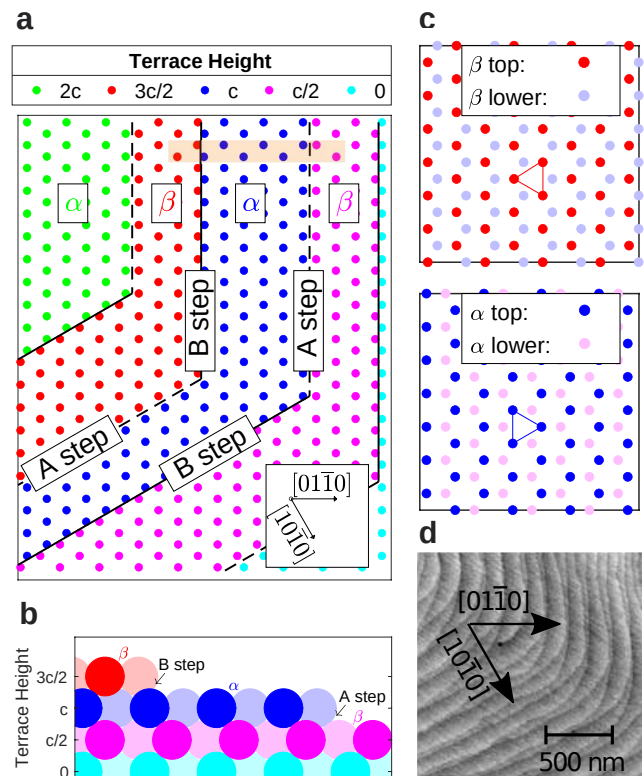 a
Terrace Height
2c 3c/2 c c/2 0
α β α β
B step
A step
A step
B step
[011̅0]
[101̅0]
b
Terrace Height
3c/2
c
c/2
0
β
B step
α
A step
β
c
β top:
β lower:
α top:
α lower:
d
[011̅0]
[101̅0]
500 nm